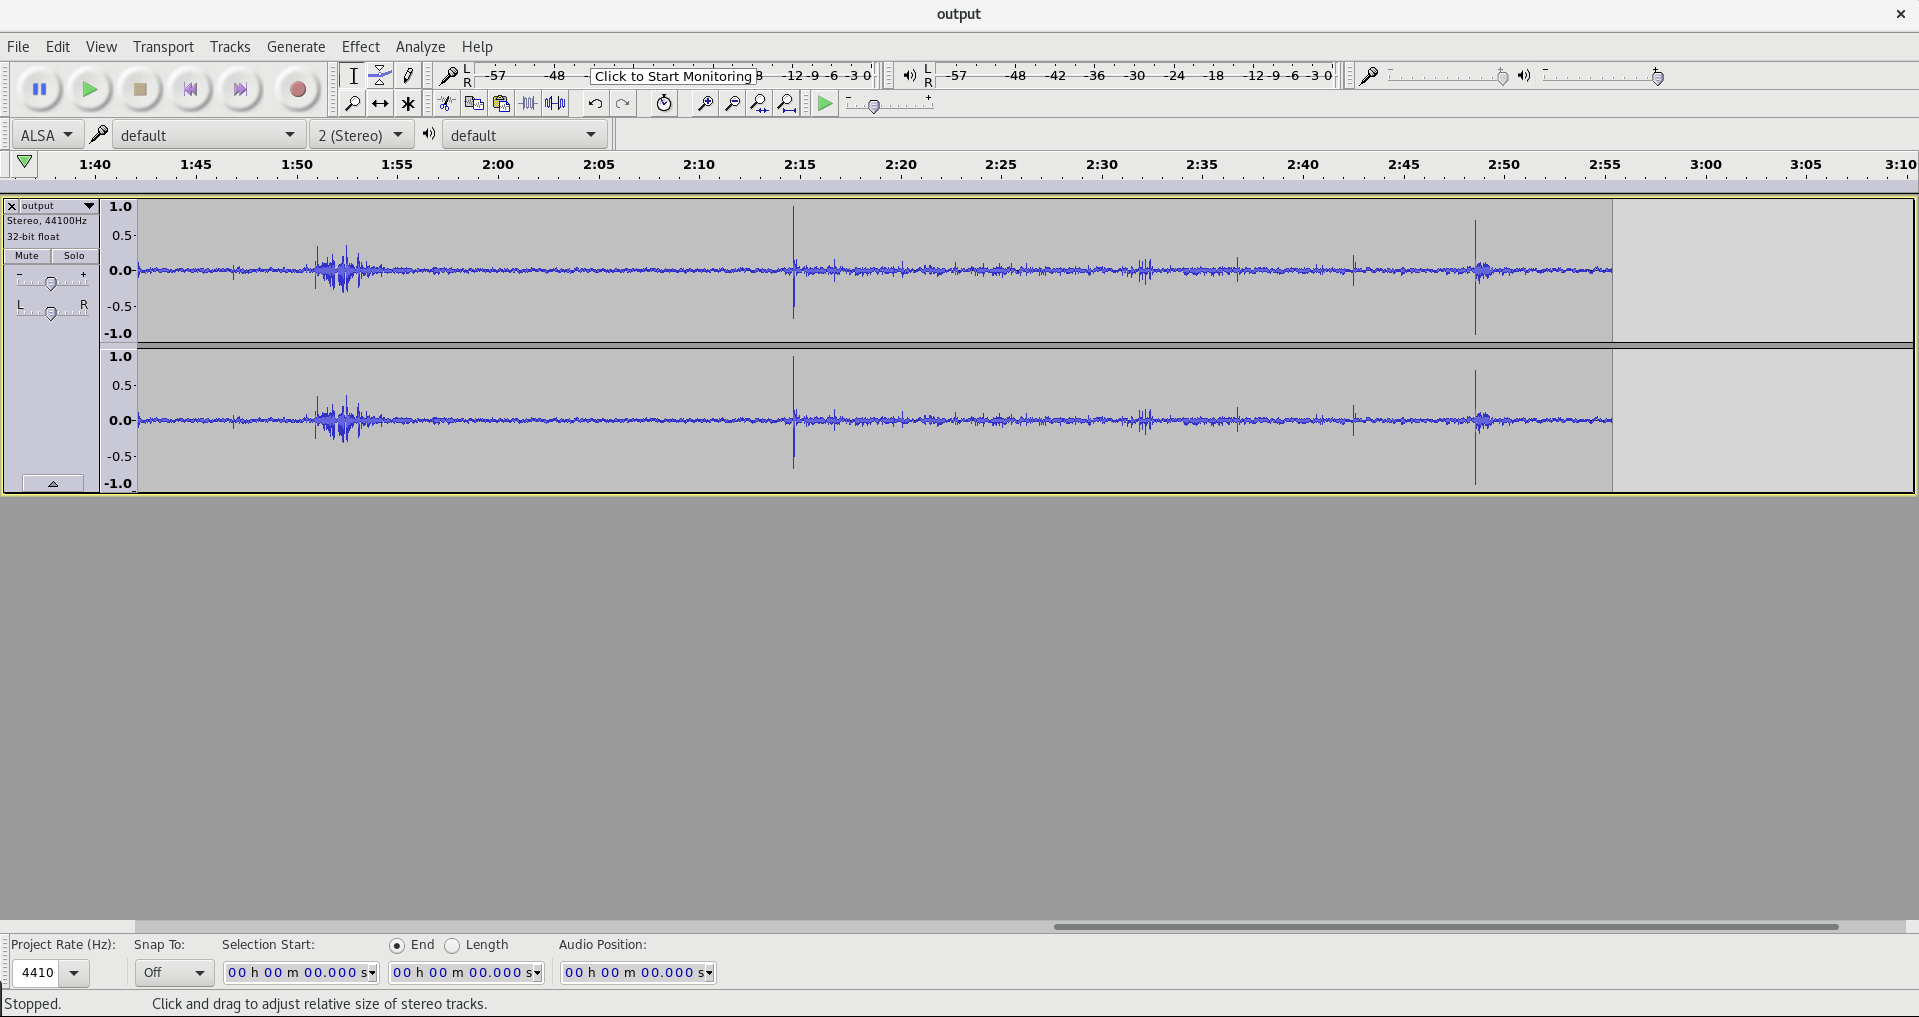 output
File Edit View Transport Tracks Generate Effect Analyze Help
L -57 -48 - Click to Start Monitoring 8 -12 -9 -6 -3 0 L -57 -48 -42 -36 -30 -24 -18 -12 -9 -6 -3 0 - + - +
R R
- +
ALSA default 2 (Stereo) default
1:40 1:45 1:50 1:55 2:00 2:05 2:10 2:15 2:20 2:25 2:30 2:35 2:40 2:45 2:50 2:55 3:00 3:05 3:10
x output 1.0
Stereo, 44100Hz
32-bit float 0.5
Mute Solo
- + 0.0
L R -0.5
-1.0
1.0
0.5
0.0
-0.5
-1.0
Project Rate (Hz): Snap To: Selection Start: End Length Audio Position:
4410 Off 00 h 00 m 00.000 s 00 h 00 m 00.000 s 00 h 00 m 00.000 s
Stopped. Click and drag to adjust relative size of stereo tracks.